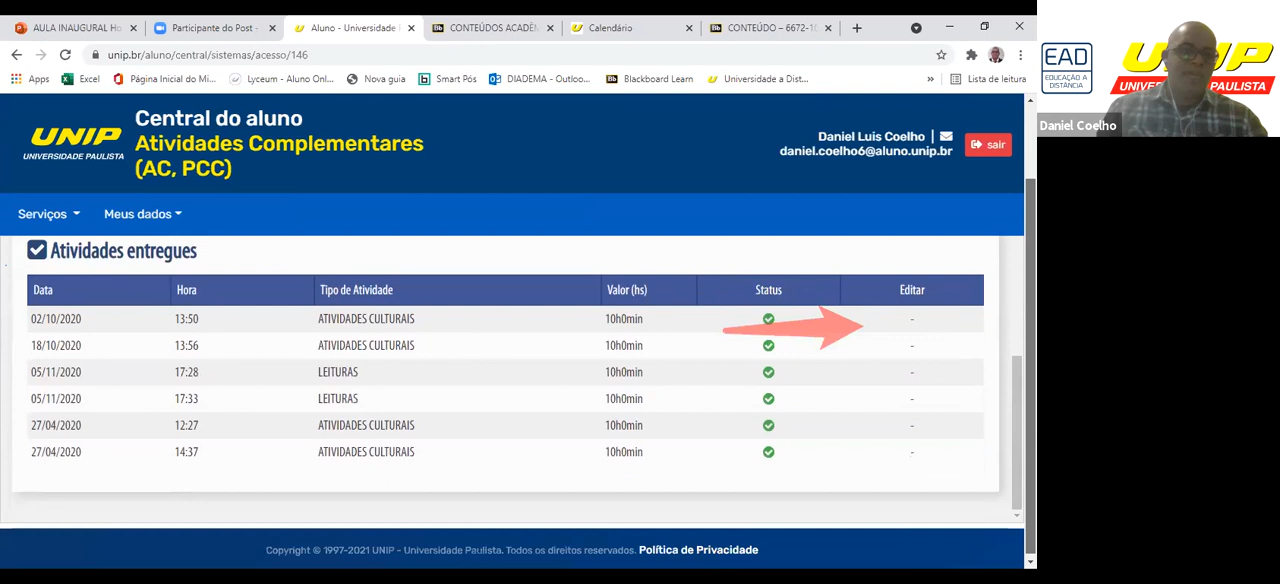 AULA INAUGURAL Ho
Participante do Post -
Aluno - Universidade
CONTEÚDOS ACADÊ
Calendário
CONTEÚDO – 6672-1
unip.br/aluno/central/sistemas/acesso/146
Apps
Excel
Página Inicial do Mi...
Lyceum - Aluno Onl...
Nova guia
Smart Pós
DIADEMA - Outloo...
Blackboard Learn
Universidade a Dist...
»
Lista de leitura
UNIP
UNIVERSIDADE PAULISTA
Central do aluno
Atividades Complementares
(AC, PCC)
Daniel Luis Coelho |
daniel.coelho6@aluno.unip.br
sair
Serviços
Meus dados
Atividades entregues
Data Hora Tipo de Atividade Valor (hs) Status Editar
02/10/2020 13:50 ATIVIDADES CULTURAIS 10h0min -
18/10/2020 13:56 ATIVIDADES CULTURAIS 10h0min -
05/11/2020 17:28 LEITURAS 10h0min -
05/11/2020 17:33 LEITURAS 10h0min -
27/04/2020 12:27 ATIVIDADES CULTURAIS 10h0min -
27/04/2020 14:37 ATIVIDADES CULTURAIS 10h0min -
Copyright © 1997-2021 UNIP - Universidade Paulista. Todos os direitos reservados. Política de Privacidade
EAD
EDUCAÇÃO A
DISTÂNCIA
PAULISTA
Daniel Coelho